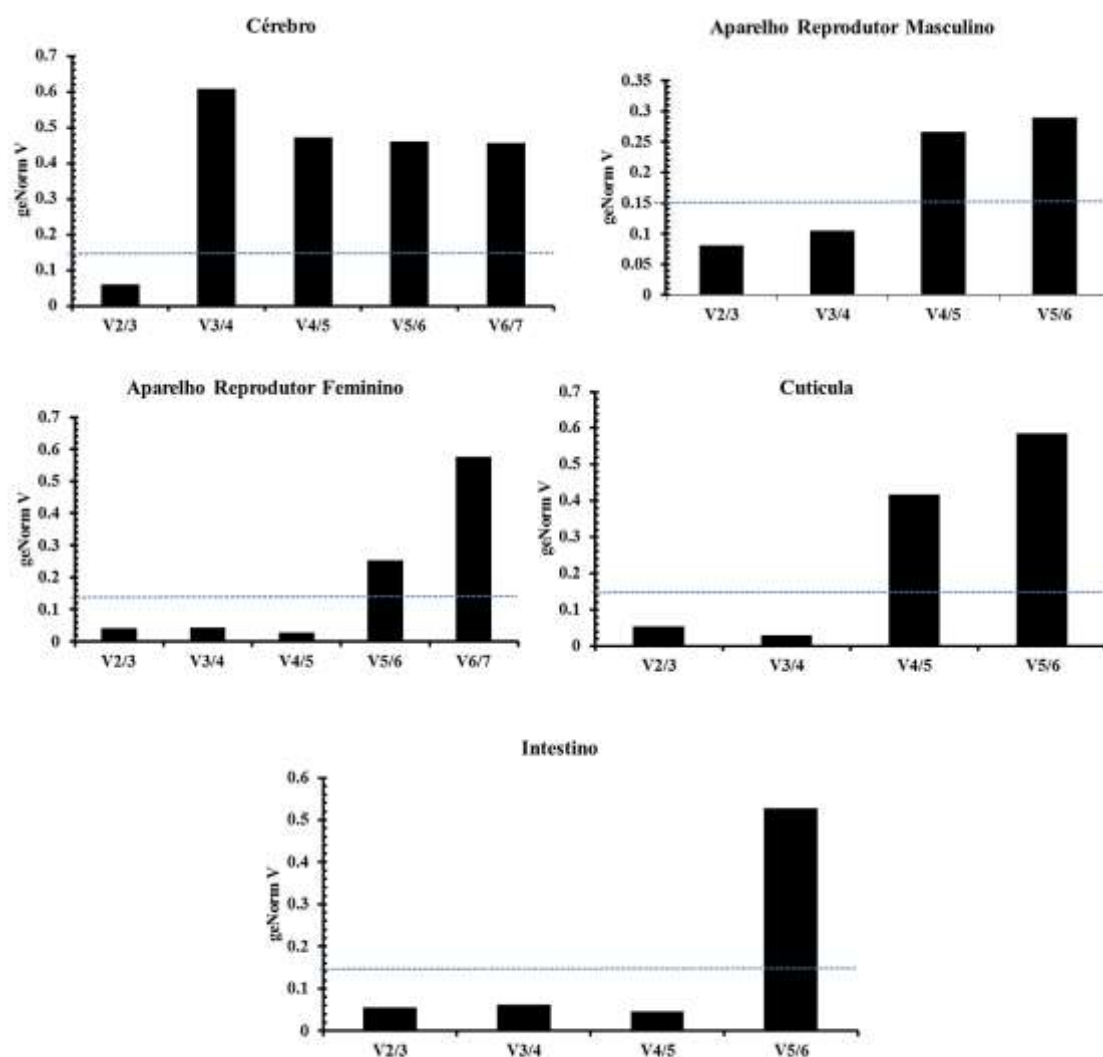 Cérebro
0.7
0.6
0.5
0.4
0.3
0.2
0.1
0
geNorm V
V2/3 V3/4 V4/5 V5/6 V6/7
Aparelho Reprodutor Masculino
0.35
0.3
0.25
0.2
0.15
0.1
0.05
0
geNorm V
V2/3 V3/4 V4/5 V5/6
Aparelho Reprodutor Feminino
0.7
0.6
0.5
0.4
0.3
0.2
0.1
0
geNorm V
V2/3 V3/4 V4/5 V5/6 V6/7
Cuticula
0.7
0.6
0.5
0.4
0.3
0.2
0.1
0
geNorm V
V2/3 V3/4 V4/5 V5/6
Intestino
0.6
0.5
0.4
0.3
0.2
0.1
0
geNorm V
V2/3 V3/4 V4/5 V5/6